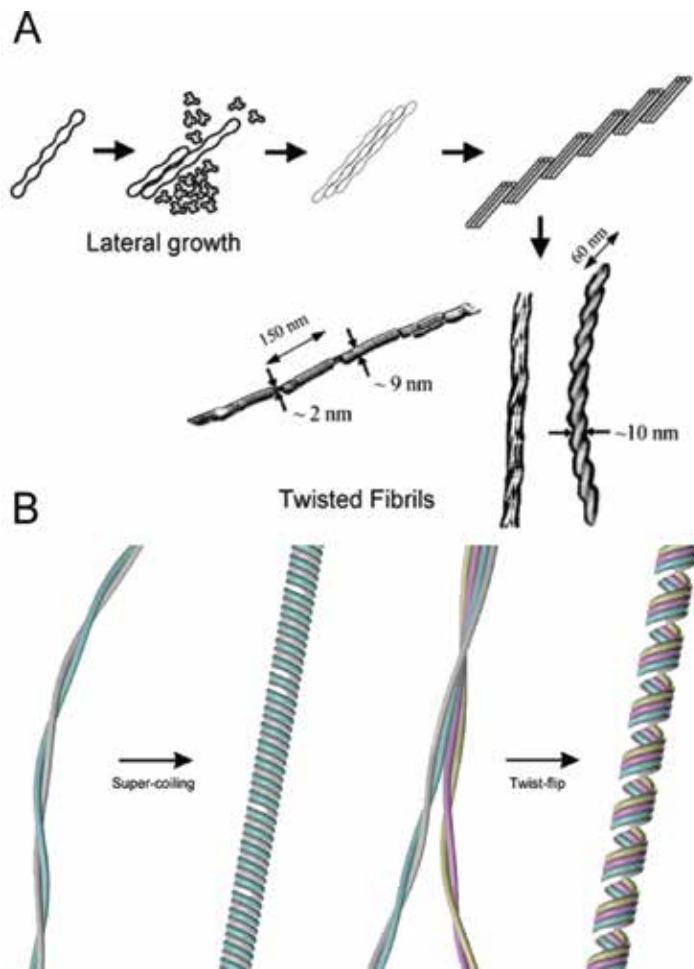 A
Lateral growth
60 nm
150 nm
~ 9 nm
~ 2 nm
~10 nm
Twisted Fibrils
B
Super-coiling
Twist-flip